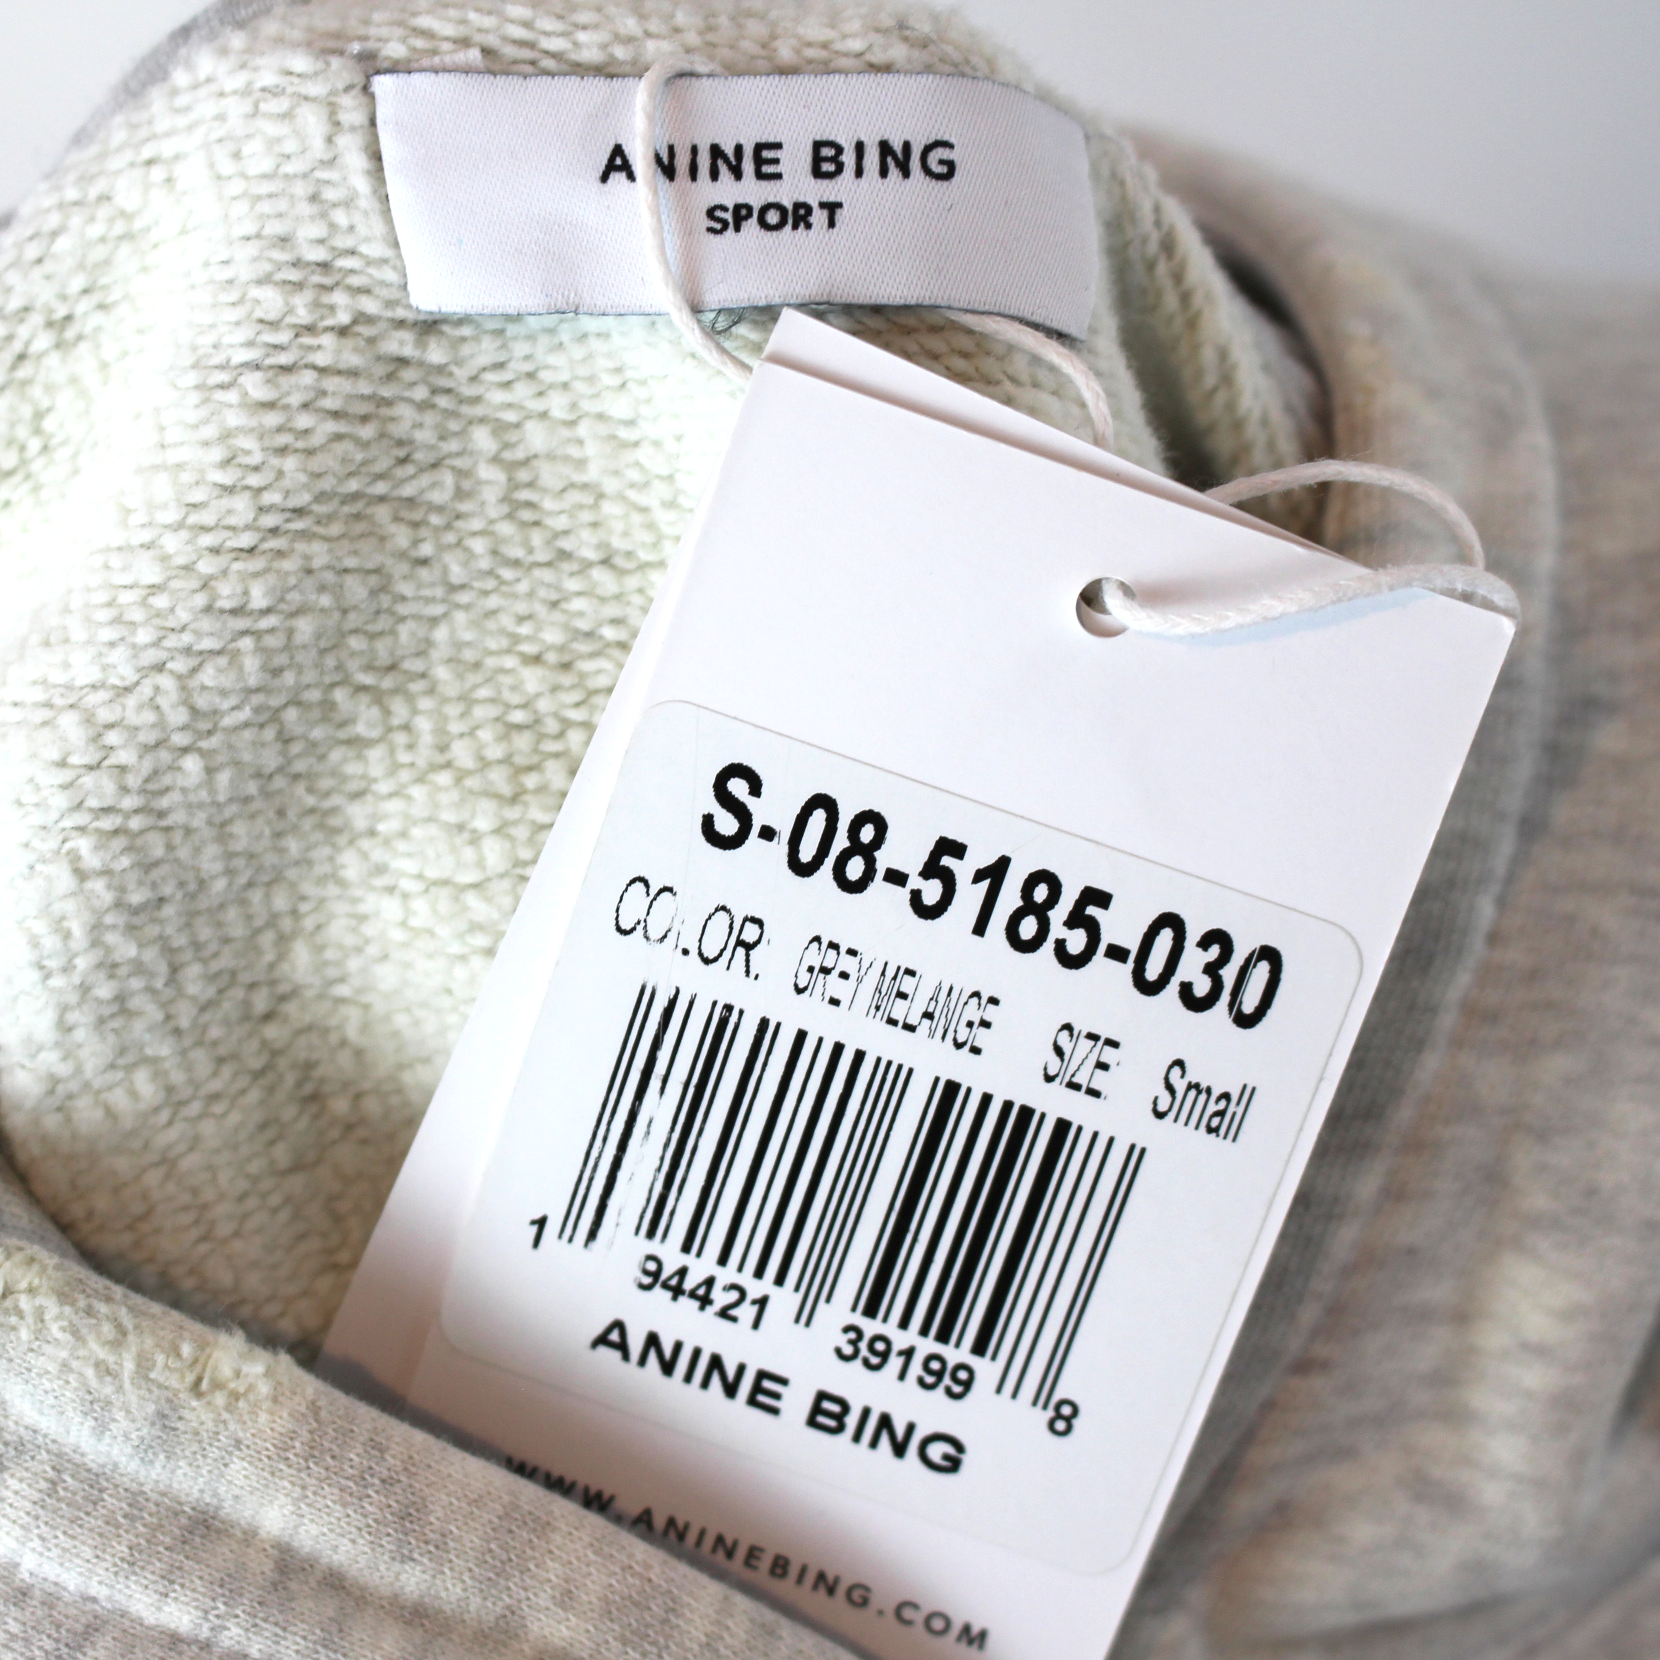 ANINE BING
SPORT
S-08-5185-030
COLOR: GREY MELANGE SIZE: Small
1 94421 39199 8
ANINE BING
WWW.ANINEBING.COM